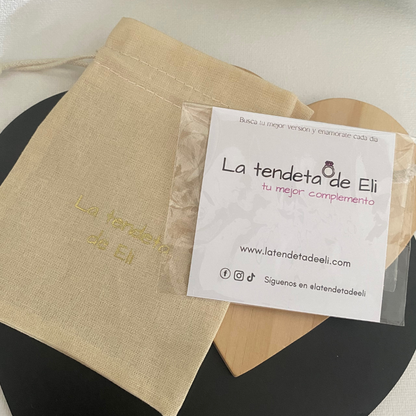 La tendeta
de Eli
Busca tu mejor versión y enamórate cada día
La tendeta de Eli
tu mejor complemento
www.latendetadeeli.com
Síguenos en @latendetadeeli